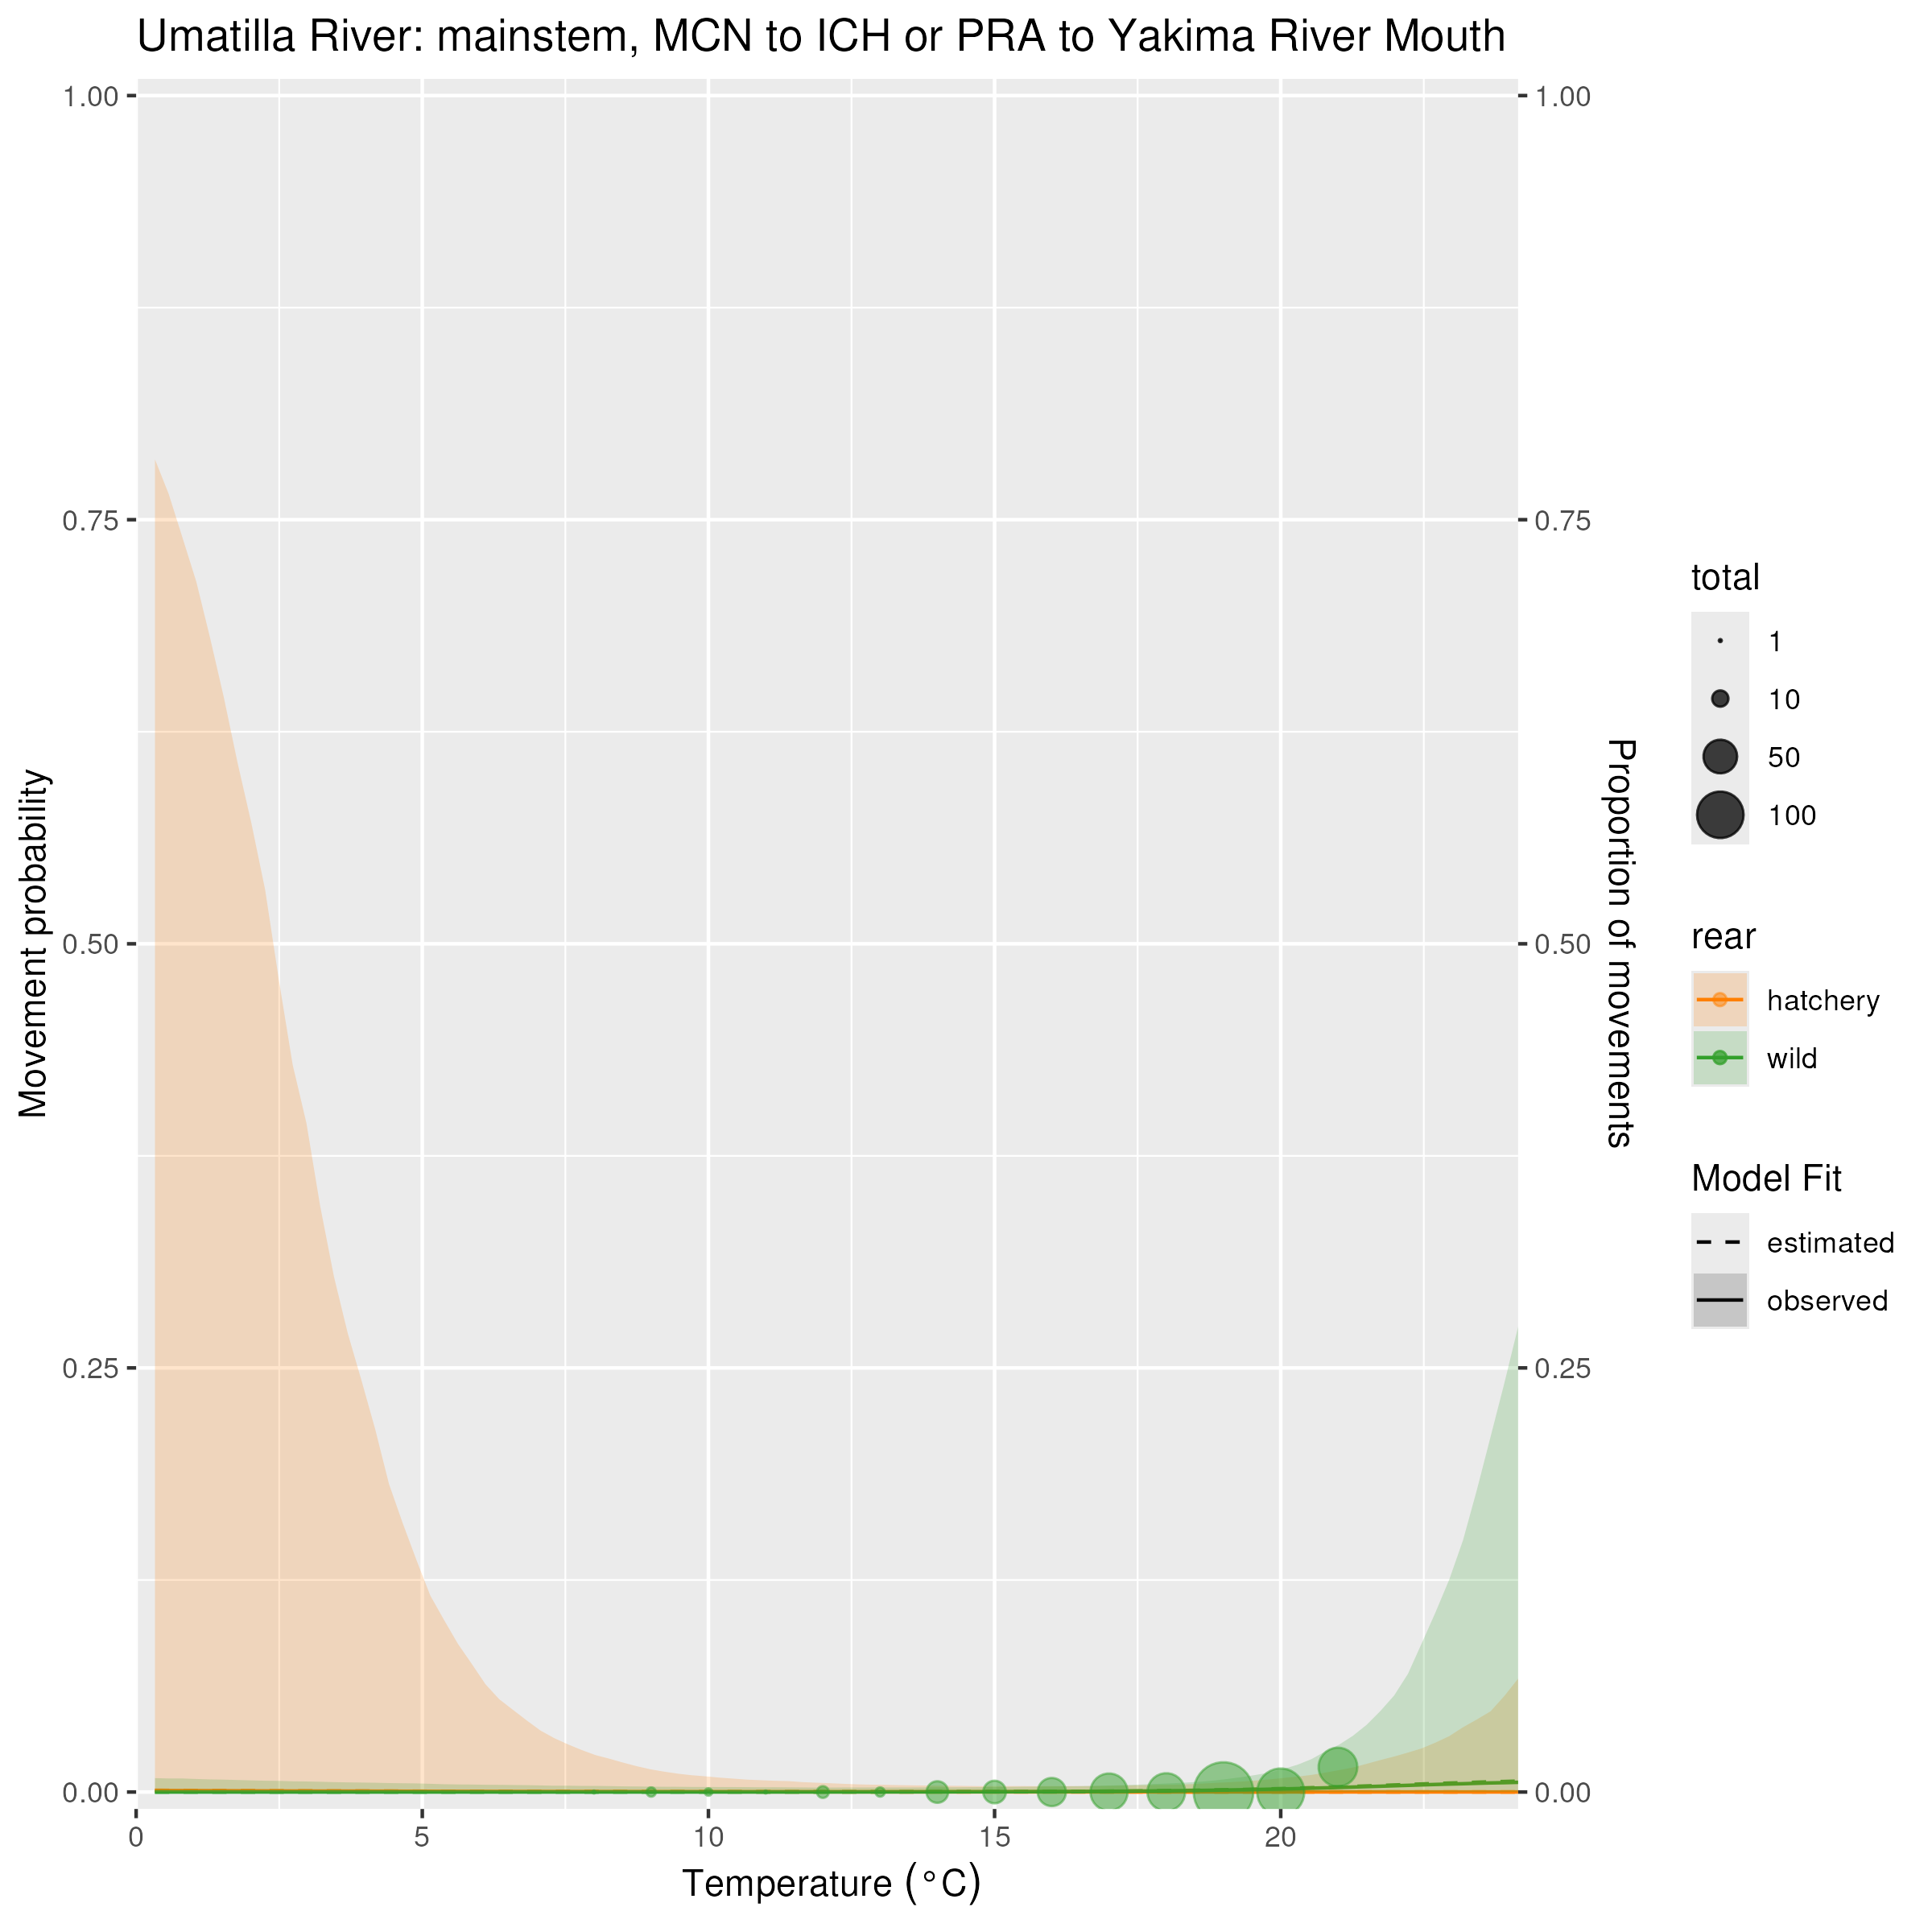 Umatilla River: mainstem, MCN to ICH or PRA to Yakima River Mouth
Movement probability
1.00
0.75
0.50
0.25
0.00
0
5
10
15
20
Temperature (°C)
1.00
0.75
0.50
0.25
0.00
Proportion of movements
total
1
10
50
100
rear
hatchery
wild
Model Fit
estimated
observed